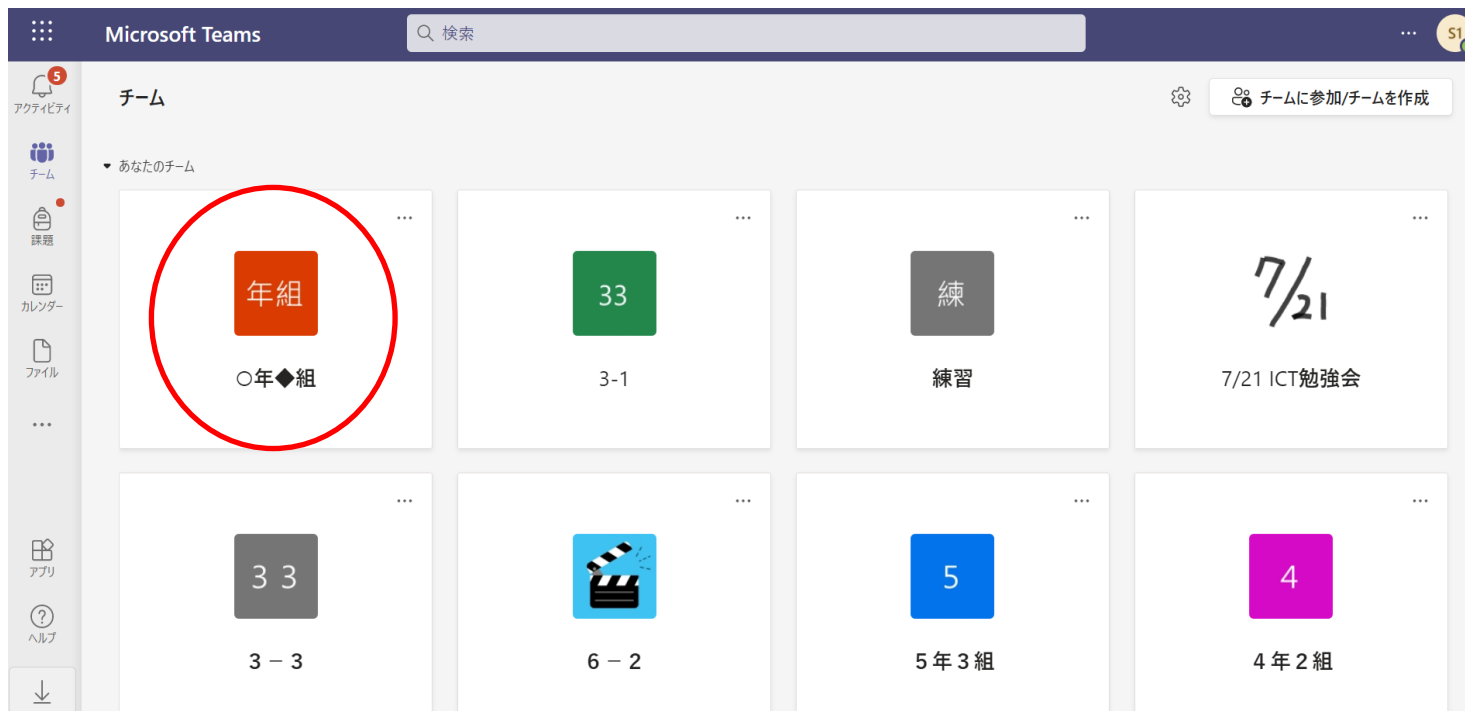 Microsoft Teams
検索
S1
5
アクティビティ
チーム
課題
カレンダー
ファイル
アプリ
ヘルプ
チーム
チームに参加/チームを作成
あなたのチーム
年組
○年◆組
33
3-1
練
練習
7/21
7/21 ICT勉強会
３３
３－３
６－２
5
５年３組
4
４年２組